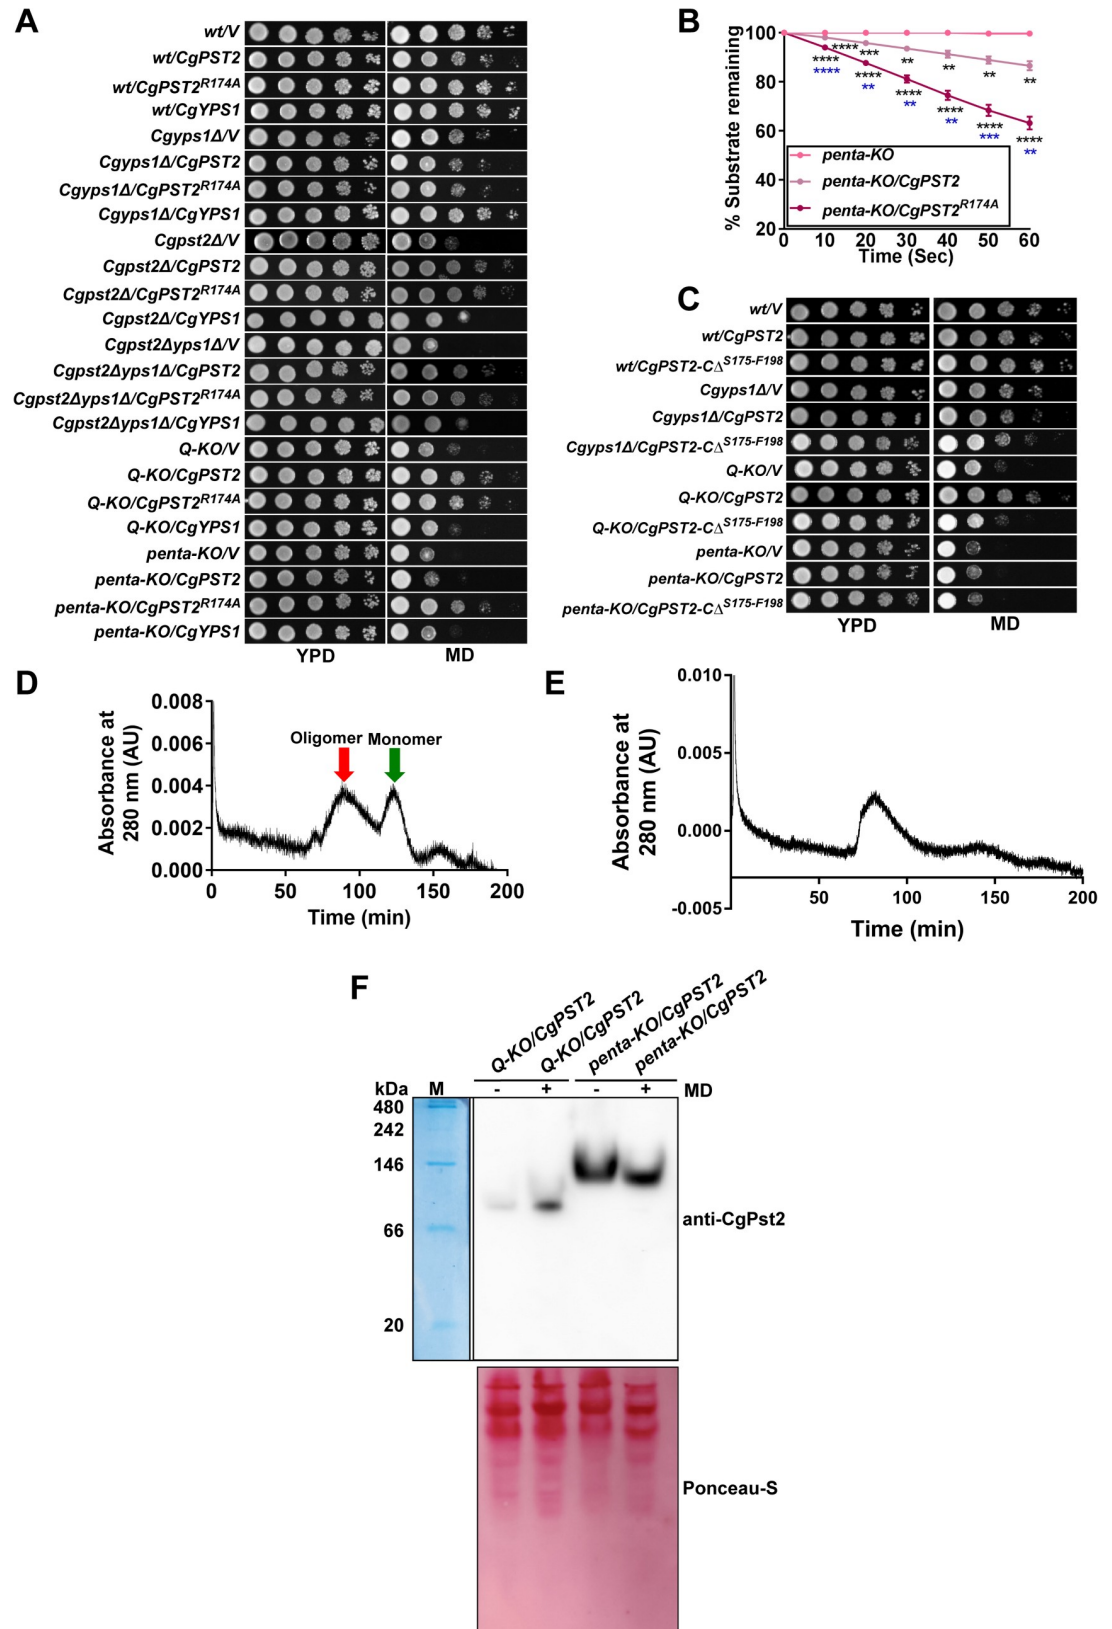 A
wt/V
wt/CgPST2
wt/CgPST2R174A
wt/CgYPS1
Cgyps1Δ/V
Cgyps1Δ/CgPST2
Cgyps1Δ/CgPST2R174A
Cgyps1Δ/CgYPS1
Cgpst2Δ/V
Cgpst2Δ/CgPST2
Cgpst2Δ/CgPST2R174A
Cgpst2Δ/CgYPS1
Cgpst2Δyps1Δ/V
Cgpst2Δyps1Δ/CgPST2
Cgpst2Δyps1Δ/CgPST2R174A
Cgpst2Δyps1Δ/CgYPS1
Q-KO/V
Q-KO/CgPST2
Q-KO/CgPST2R174A
Q-KO/CgYPS1
penta-KO/V
penta-KO/CgPST2
penta-KO/CgPST2R174A
penta-KO/CgYPS1
YPD MD
B
% Substrate remaining
100
80
60
40
20
**** *** ** ** ** **
**** **** **** **** **** ****
**** ** ** ** *** **
penta-KO
penta-KO/CgPST2
penta-KO/CgPST2R174A
0 10 20 30 40 50 60
Time (Sec)
C
wt/V
wt/CgPST2
wt/CgPST2-CΔS175-F198
Cgyps1Δ/V
Cgyps1Δ/CgPST2
Cgyps1Δ/CgPST2-CΔS175-F198
Q-KO/V
Q-KO/CgPST2
Q-KO/CgPST2-CΔS175-F198
penta-KO/V
penta-KO/CgPST2
penta-KO/CgPST2-CΔS175-F198
YPD MD
D
Absorbance at
280 nm (AU)
0.008
0.006
0.004
0.002
0.000
Oligomer Monomer
0 50 100 150 200
Time (min)
E
Absorbance at
280 nm (AU)
0.010
0.005
0.000
-0.005
50 100 150 200
Time (min)
F
Q-KO/CgPST2
Q-KO/CgPST2
penta-KO/CgPST2
penta-KO/CgPST2
kDa M - + - + MD
480
242
146
66
20
anti-CgPst2
Ponceau-S